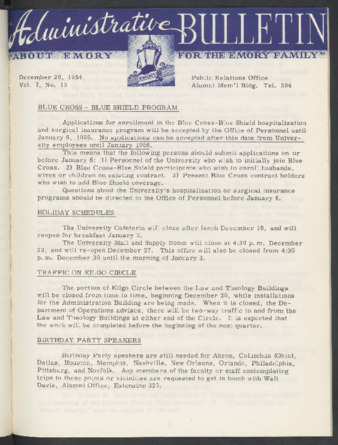 Administrative BULLETIN
"ABOUT EMORY FOR THE EMORY FAMILY"
EMORY
December 20, 1954 Public Relations Office
Vol. 7, No. 13 Alumni Mem'l Bldg. Tel. 394
BLUE CROSS - BLUE SHIELD PROGRAM
Applications for enrollment in the Blue Cross-Blue Shield hospitalization
and surgical insurance program will be accepted by the Office of Personnel until
January 6, 1955. No applications can be accepted after this date from Univer-
sity employees until January 1956.
This means that the following persons should submit applications on or
before January 6: 1) Personnel of the University who wish to initially join Blue
Cross. 2) Blue Cross-Blue Shield participants who wish to enroll husbands,
wives or children on existing contract. 3) Present Blue Cross contract holders
who wish to add Blue Shield coverage.
Questions about the University's hospitalization or surgical insurance
programs should be directed to the Office of Personnel before January 6.
HOLIDAY SCHEDULES
The University Cafeteria will close after lunch December 18, and will
reopen for breakfast January 3.
The University Mail and Supply Room will close at 4:30 p. m. December
23, and will re-open December 27. This office will also be closed from 4:30
p. m. December 30 until the morning of January 3.
TRAFFIC ON KILGO CIRCLE
The portion of Kilgo Circle between the Law and Theology Buildings
will be closed from time to time, beginning December 20, while installations
for the Administration Building are being made. When it is closed, the De-
partment of Operations advises, there will be two-way traffic to and from the
Law and Theology Buildings at either end of the Circle. It is expected that
the work will be completed before the beginning of the next quarter.
BIRTHDAY PARTY SPEAKERS
Birthday Party speakers are still needed for Akron, Columbus (Ohio),
Dallas, Houston, Memphis, Nashville, New Orleans, Orlando, Philadelphia,
Pittsburg, and Norfolk. Any members of the faculty or staff contemplating
trips to these points or vicinities are requested to get in touch with Walt
Davis, Alumni Office, Extension 327.